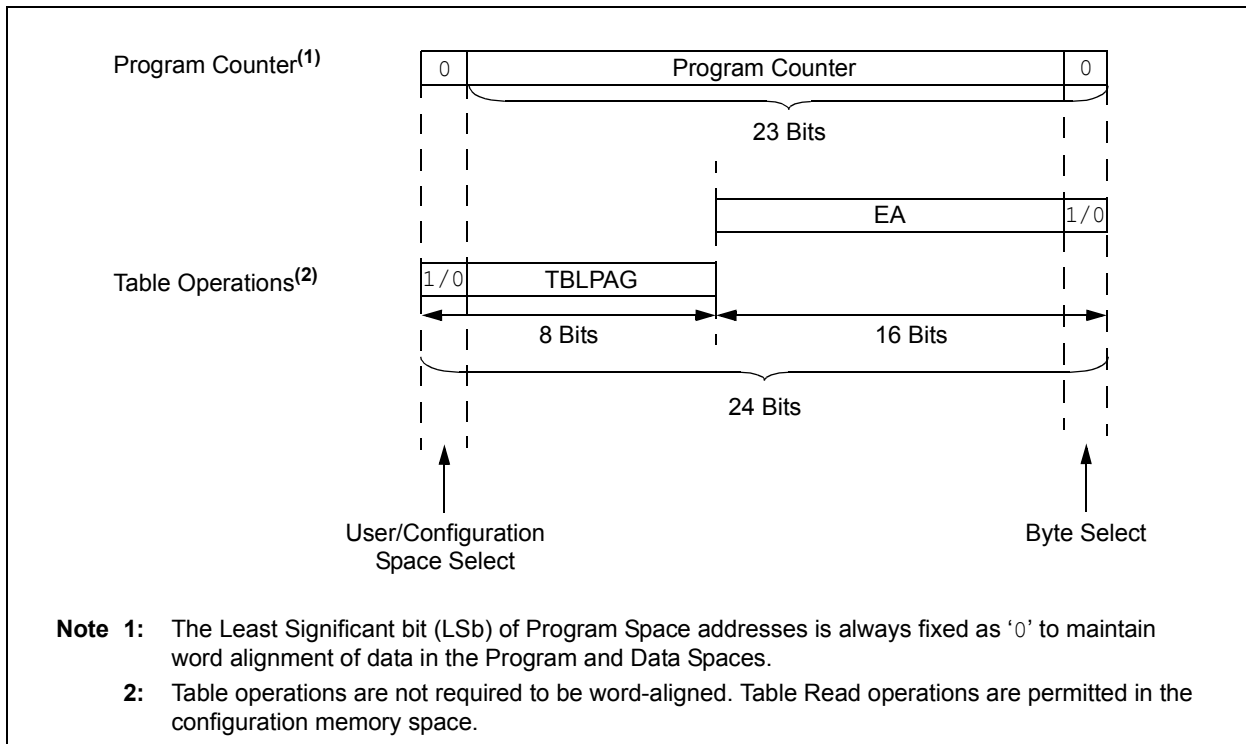 Program Counter(1)
0
Program Counter
0
23 Bits
EA
1/0
Table Operations(2)
1/0
TBLPAG
8 Bits
16 Bits
24 Bits
User/Configuration
Space Select
Byte Select
Note 1: The Least Significant bit (LSb) of Program Space addresses is always fixed as ‘0’ to maintain
word alignment of data in the Program and Data Spaces.
2: Table operations are not required to be word-aligned. Table Read operations are permitted in the
configuration memory space.